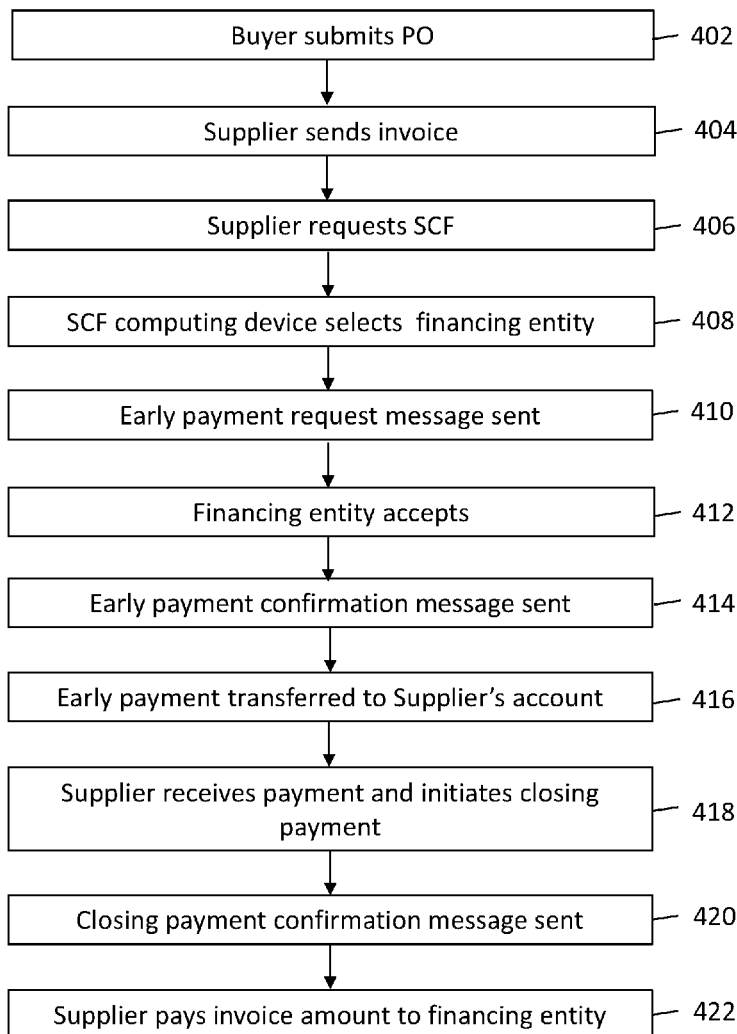 Buyer submits PO 402
Supplier sends invoice 404
Supplier requests SCF 406
SCF computing device selects financing entity 408
Early payment request message sent 410
Financing entity accepts 412
Early payment confirmation message sent 414
Early payment transferred to Supplier's account 416
Supplier receives payment and initiates closing
payment 418
Closing payment confirmation message sent 420
Supplier pays invoice amount to financing entity 422